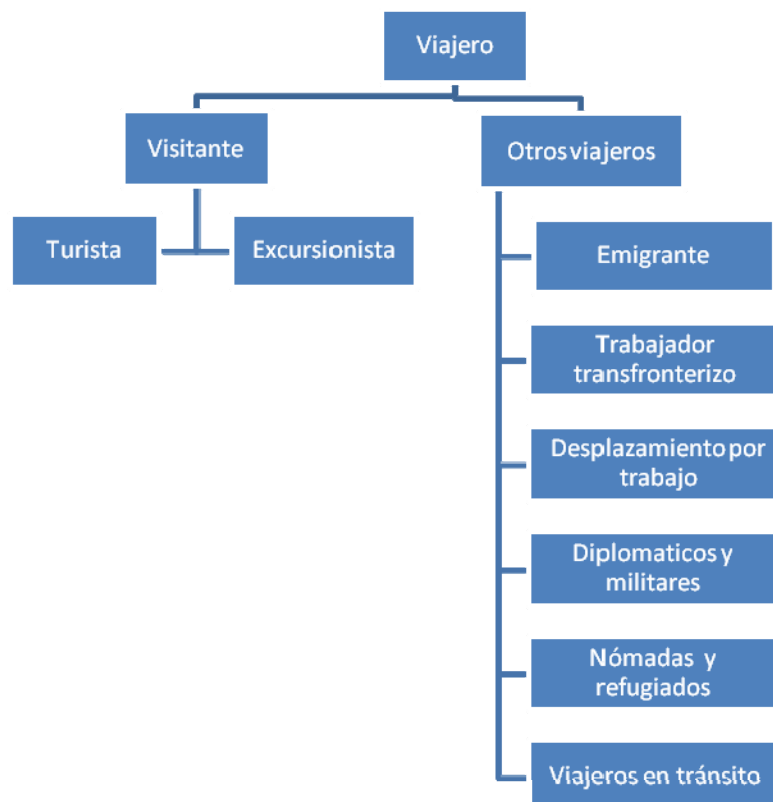 Viajero
Visitante
Otros viajeros
Turista
Excursionista
Emigrante
Trabajador
transfronterizo
Desplazamiento por
trabajo
Diplomaticos y
militares
Nómadas y
refugiados
Viajeros en tránsito